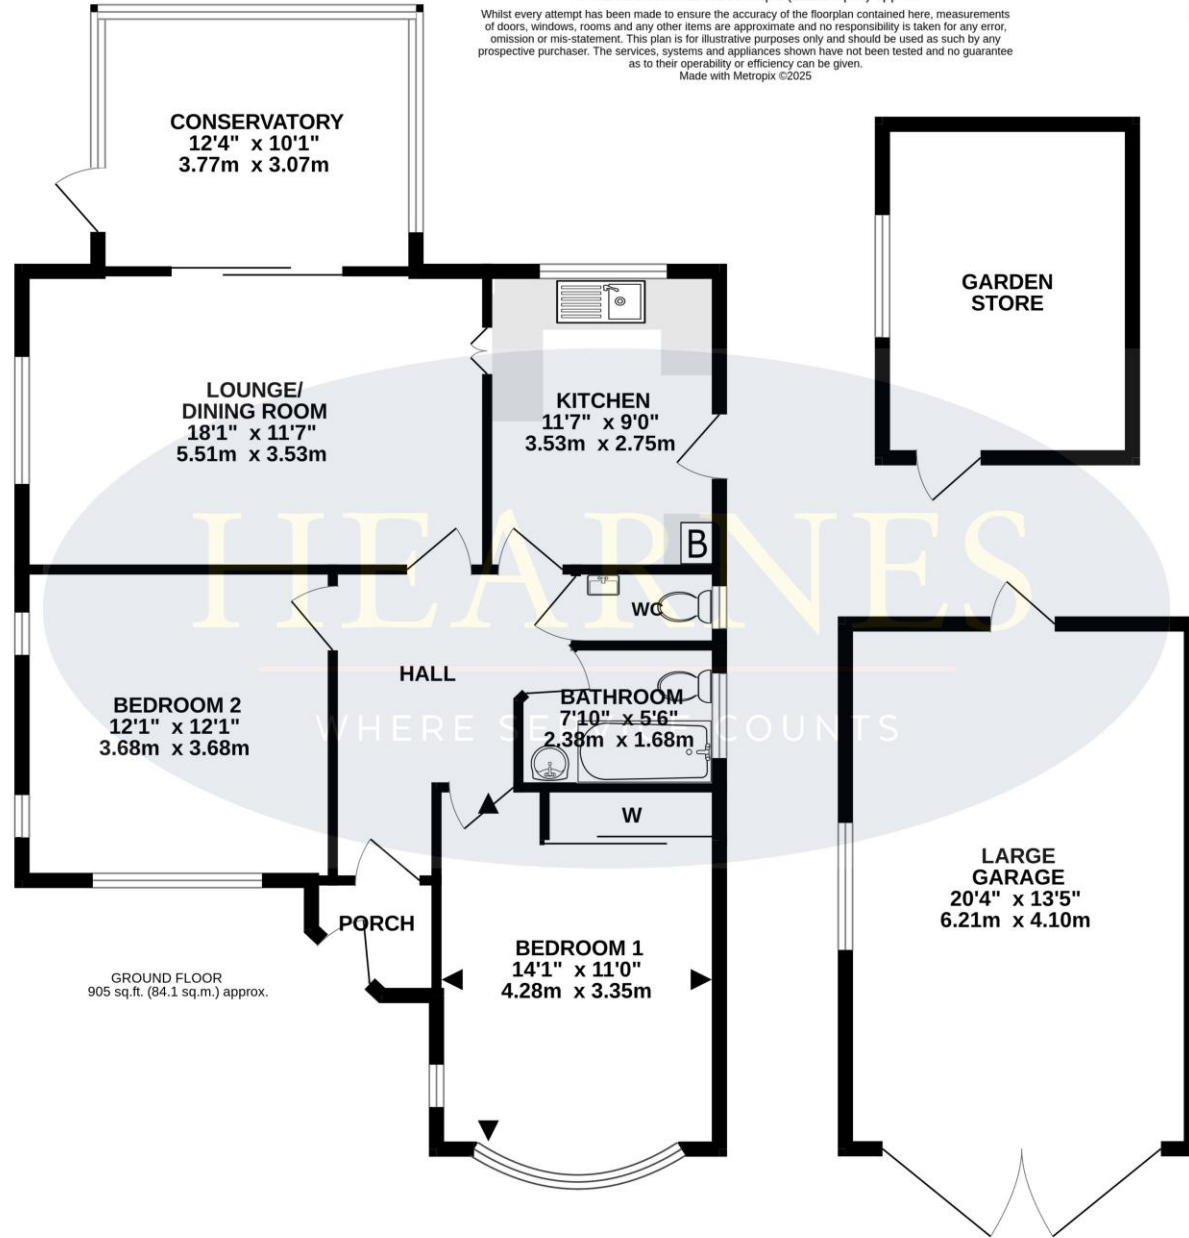 Whilst every attempt has been made to ensure the accuracy of the floorplan contained here, measurements
of doors, windows, rooms and any other items are approximate and no responsibility is taken for any error,
omission or mis-statement. This plan is for illustrative purposes only and should be used as such by any
prospective purchaser. The services, systems and appliances shown have not been tested and no guarantee
as to their operability or efficiency can be given.
Made with Metropix ©2025
CONSERVATORY
12'4" x 10'1"
3.77m x 3.07m
GARDEN
STORE
LOUNGE/
DINING ROOM
18'1" x 11'7"
5.51m x 3.53m
KITCHEN
11'7" x 9'0"
3.53m x 2.75m
B
HEARNES
WHERE SERVICE COUNTS
WC
HALL
BATHROOM
7'10" x 5'6"
2.38m x 1.68m
BEDROOM 2
12'1" x 12'1"
3.68m x 3.68m
W
LARGE
GARAGE
20'4" x 13'5"
6.21m x 4.10m
PORCH
BEDROOM 1
14'1" x 11'0"
4.28m x 3.35m
GROUND FLOOR
905 sq.ft. (84.1 sq.m.) approx.